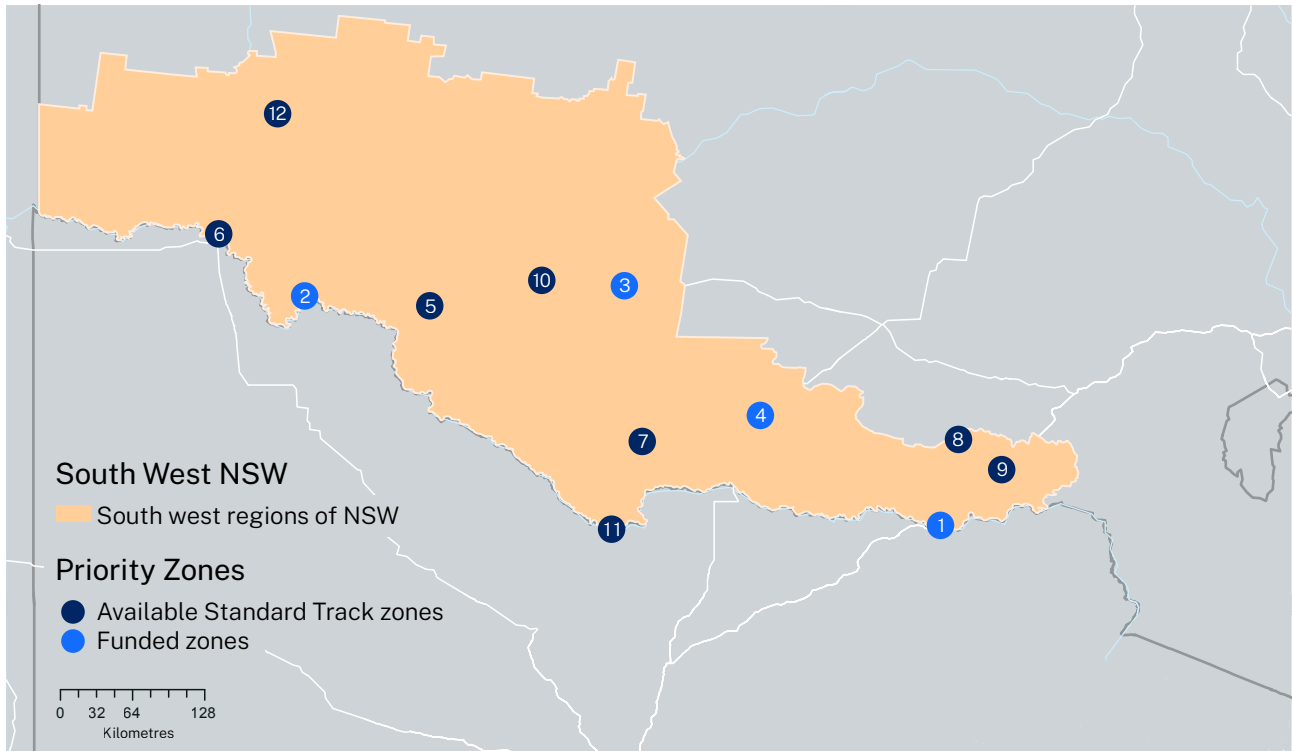 12
6
10
3
2
5
4
8
7
9
1
11
South West NSW
South west regions of NSW
Priority Zones
Available Standard Track zones
Funded zones
0 32 64 128
Kilometres